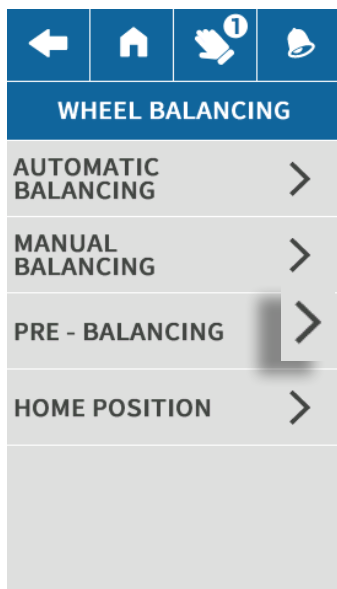 1
WHEEL BALANCING
AUTOMATIC
BALANCING
MANUAL
BALANCING
PRE - BALANCING
HOME POSITION